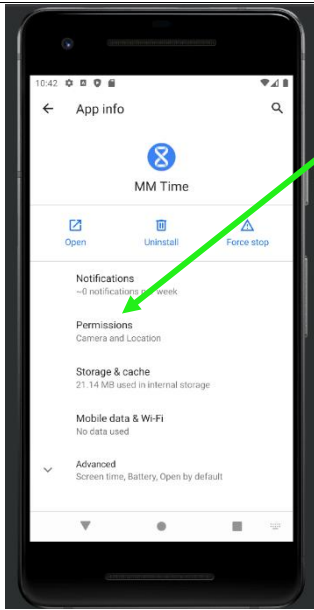 10:42
App info
MM Time
Open Uninstall Force stop
Notifications
~0 notifications per week
Permissions
Camera and Location
Storage & cache
21.14 MB used in internal storage
Mobile data & Wi-Fi
No data used
Advanced
Screen time, Battery, Open by default